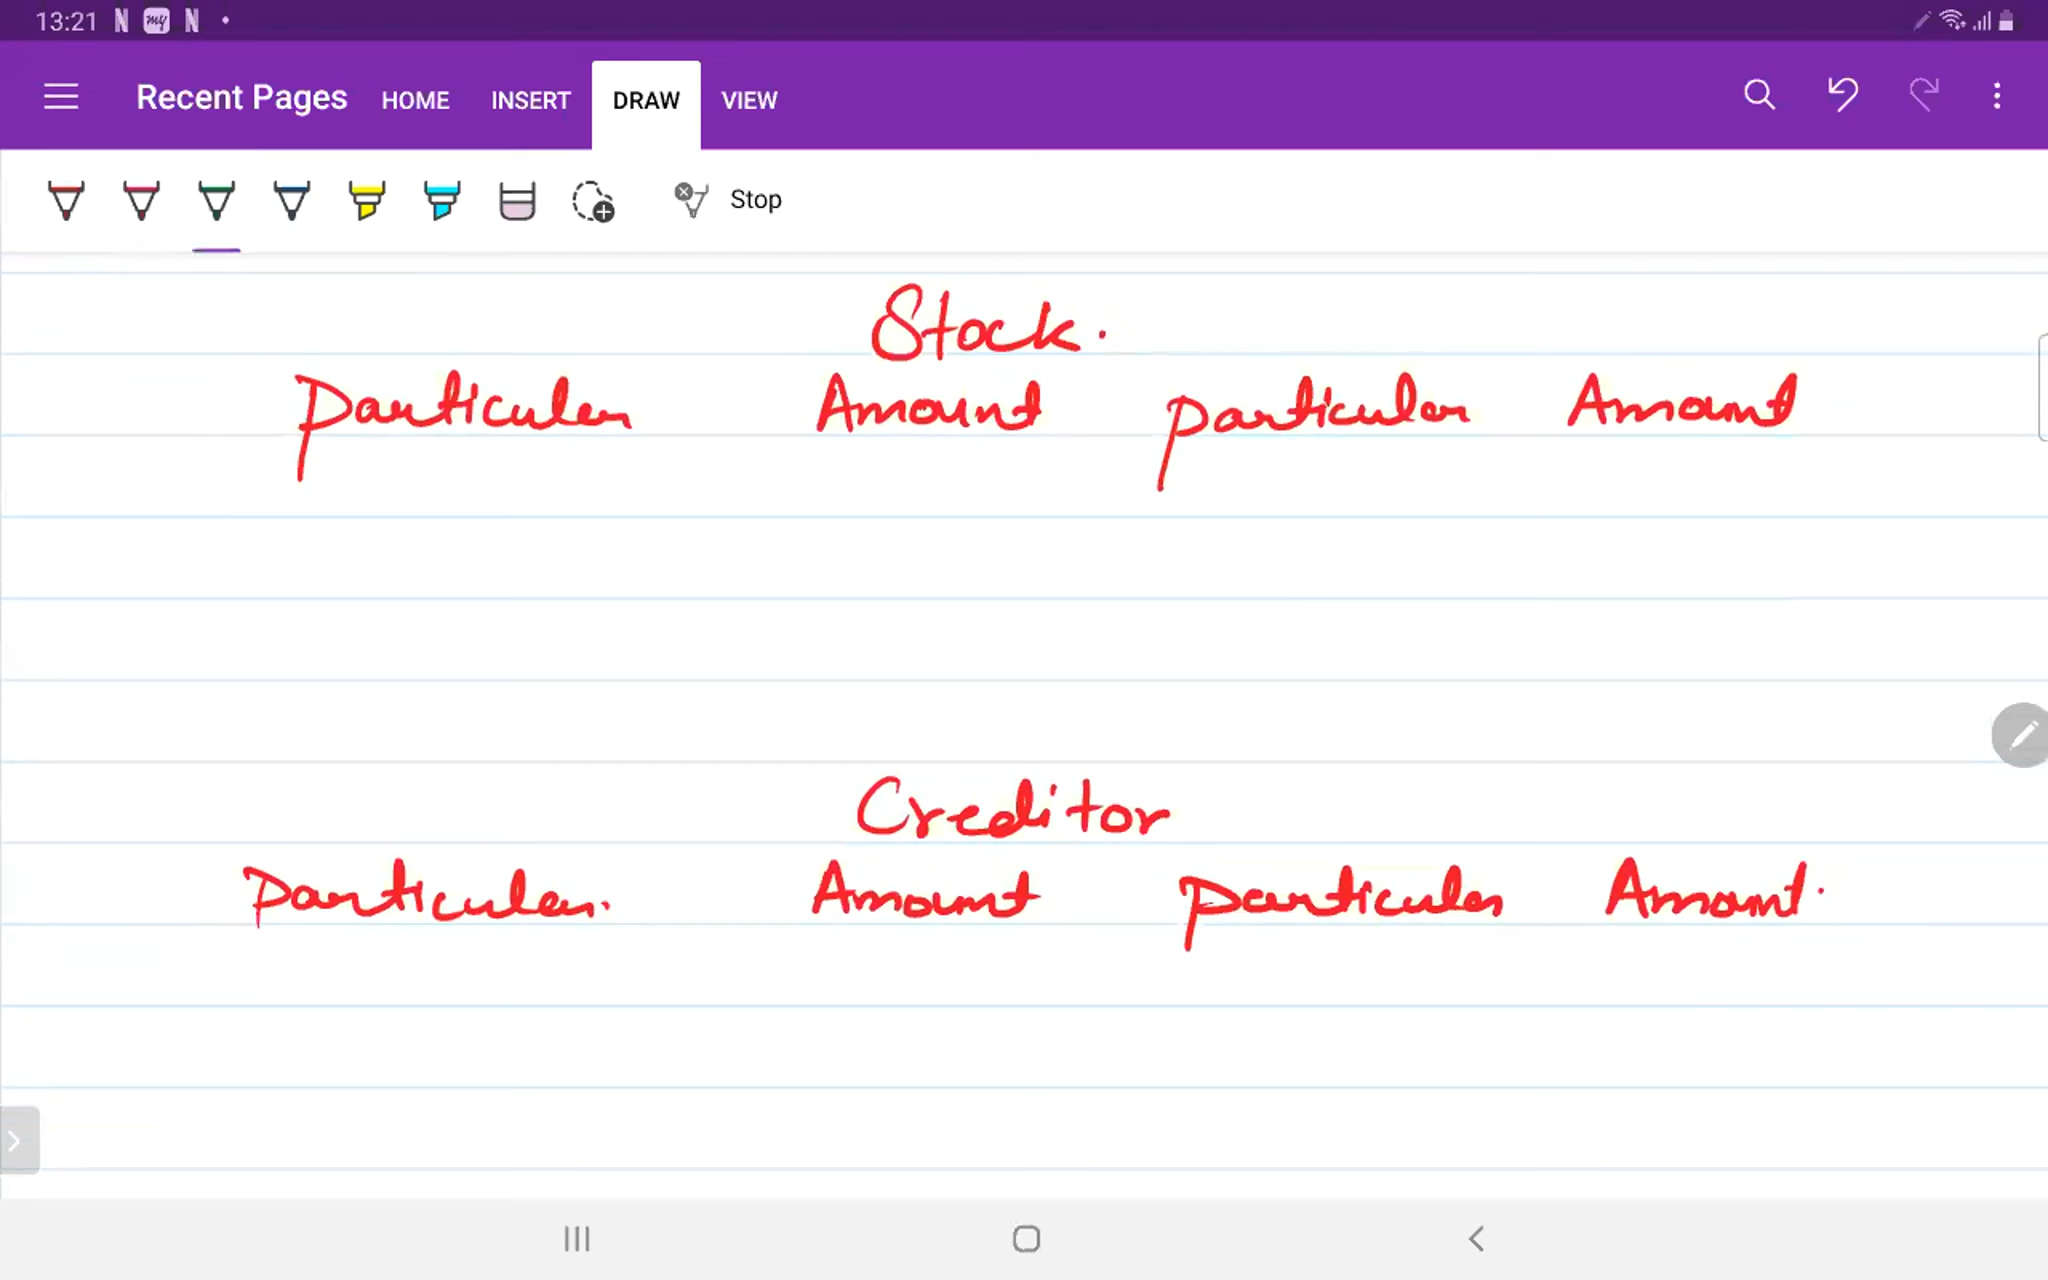 13:21 N my N
Recent Pages HOME INSERT DRAW VIEW
Stop
Stock.
Particular Amount particular Amount
Creditor
Particular. Amount particular Amount.